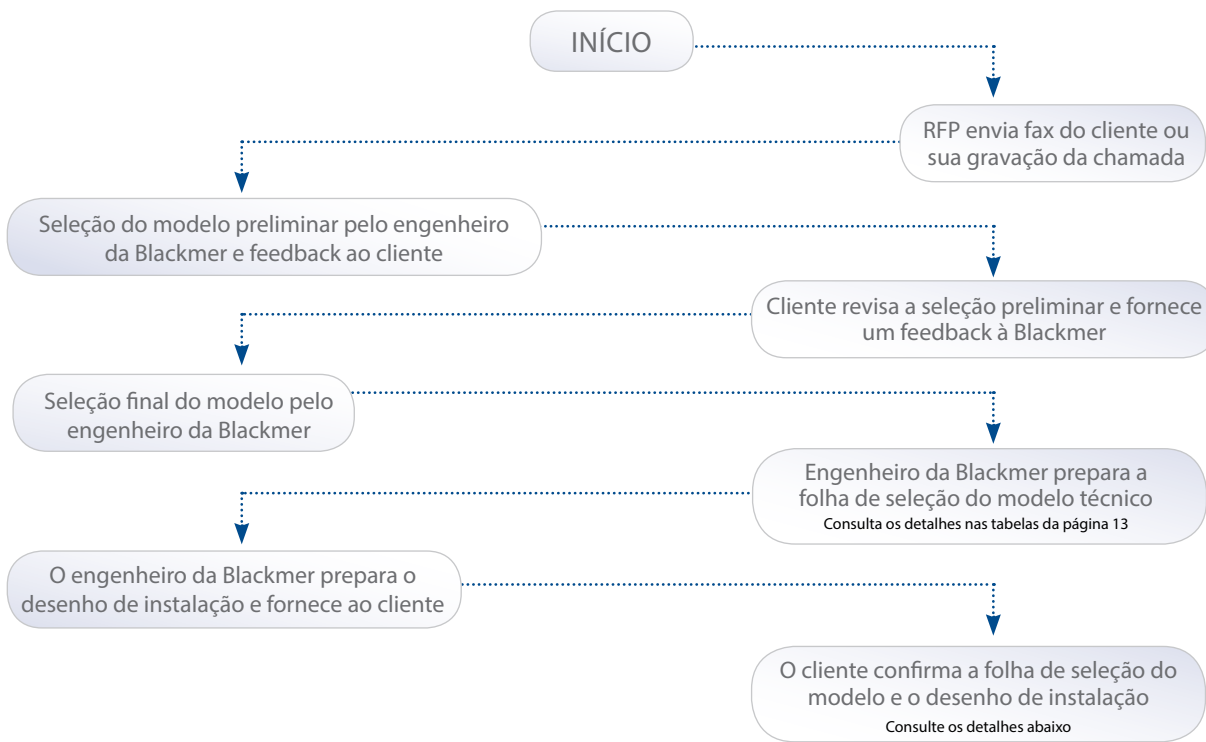 INÍCIO
RFP envia fax do cliente ou
sua gravação da chamada
Seleção do modelo preliminar pelo engenheiro
da Blackmer e feedback ao cliente
Cliente revisa a seleção preliminar e fornece
um feedback à Blackmer
Seleção final do modelo pelo
engenheiro da Blackmer
Engenheiro da Blackmer prepara a
folha de seleção do modelo técnico
Consulta os detalhes nas tabelas da página 13
O engenheiro da Blackmer prepara o
desenho de instalação e fornece ao cliente
O cliente confirma a folha de seleção do
modelo e o desenho de instalação
Consulte os detalhes abaixo